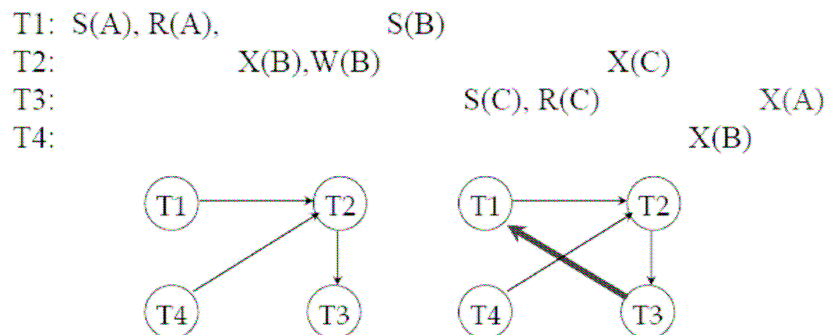 T1: S(A), R(A), S(B)
T2: X(B),W(B) X(C)
T3: S(C), R(C) X(A)
T4: X(B)
T1 T2 T1 T2
T4 T3 T4 T3